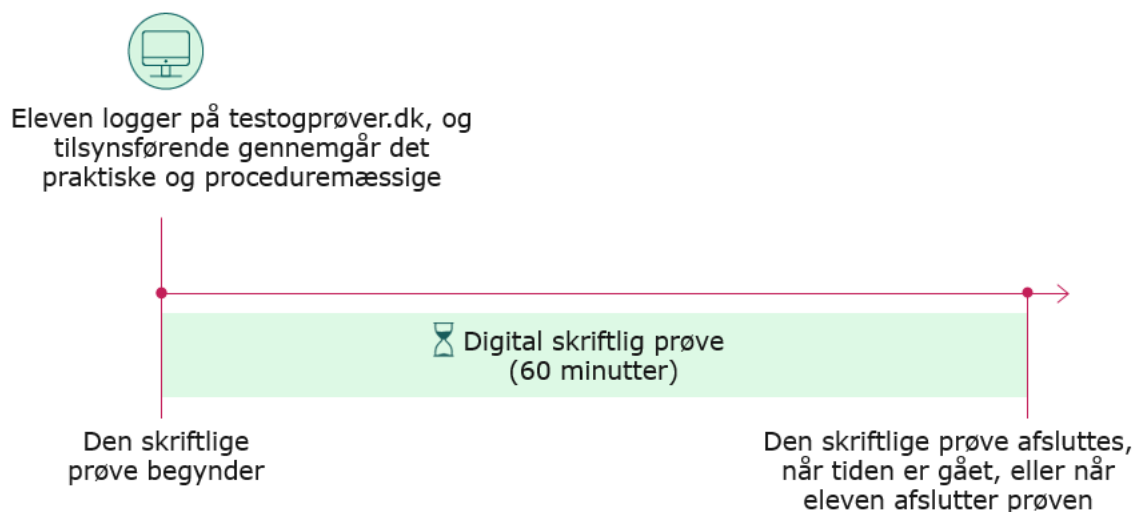 Eleven logger på testogprøver.dk, og
tilsynsførende gennemgår det
praktiske og proceduremæssige
Digital skriftlig prøve
(60 minutter)
Den skriftlige
prøve begynder
Den skriftlige prøve afsluttes,
når tiden er gået, eller når
eleven afslutter prøven